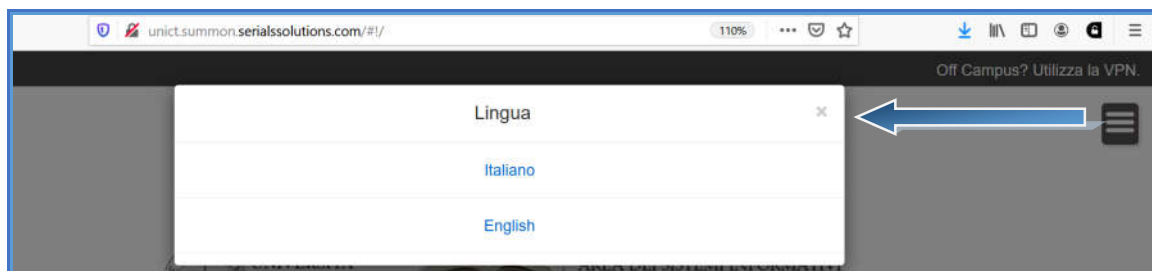 unict.summon.serialssolutions.com/#!/
110%
Off Campus? Utilizza la VPN.
Lingua
×
Italiano
English